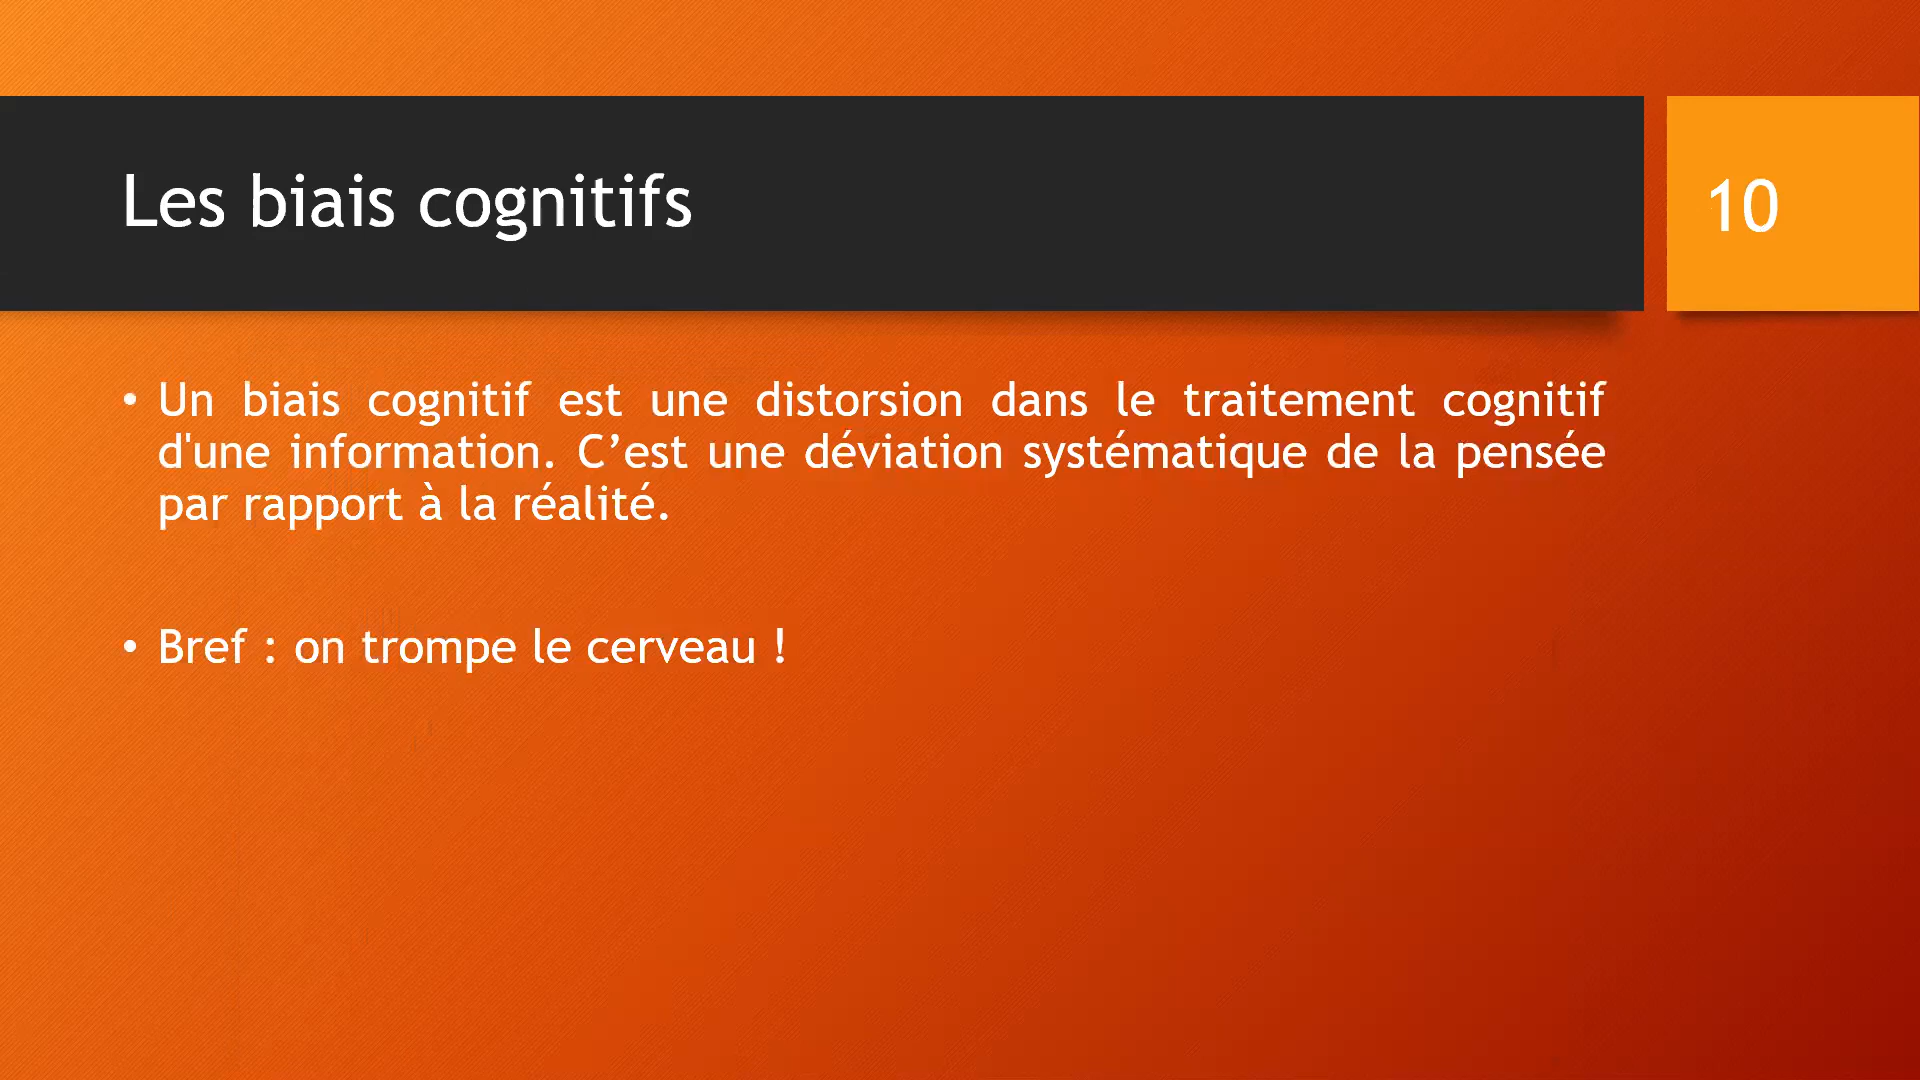 Les biais cognitifs
10
• Un biais cognitif est une distorsion dans le traitement cognitif
d'une information. C’est une déviation systématique de la pensée
par rapport à la réalité.
• Bref : on trompe le cerveau !